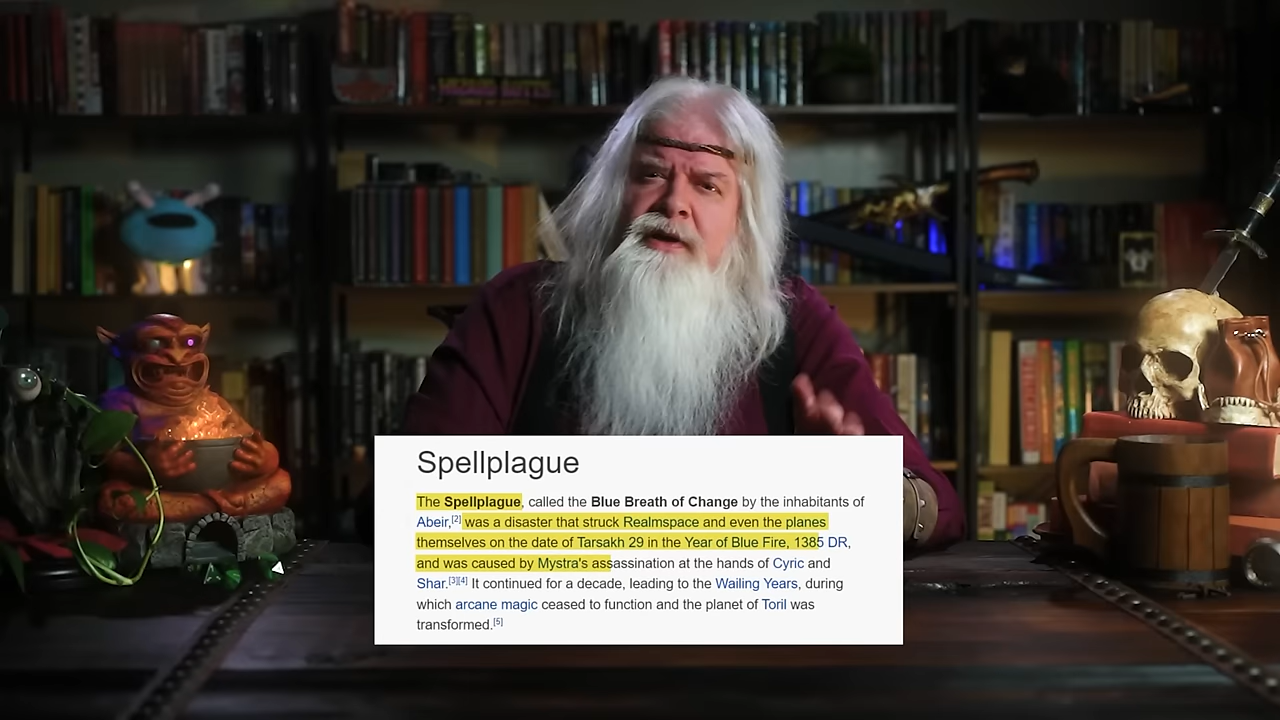 Spellplague
The Spellplague, called the Blue Breath of Change by the inhabitants of
Abeir,[2] was a disaster that struck Realmspace and even the planes
themselves on the date of Tarsakh 29 in the Year of Blue Fire, 1385 DR,
and was caused by Mystra's assassination at the hands of Cyric and
Shar.[3][4] It continued for a decade, leading to the Wailing Years, during
which arcane magic ceased to function and the planet of Toril was
transformed.[5]